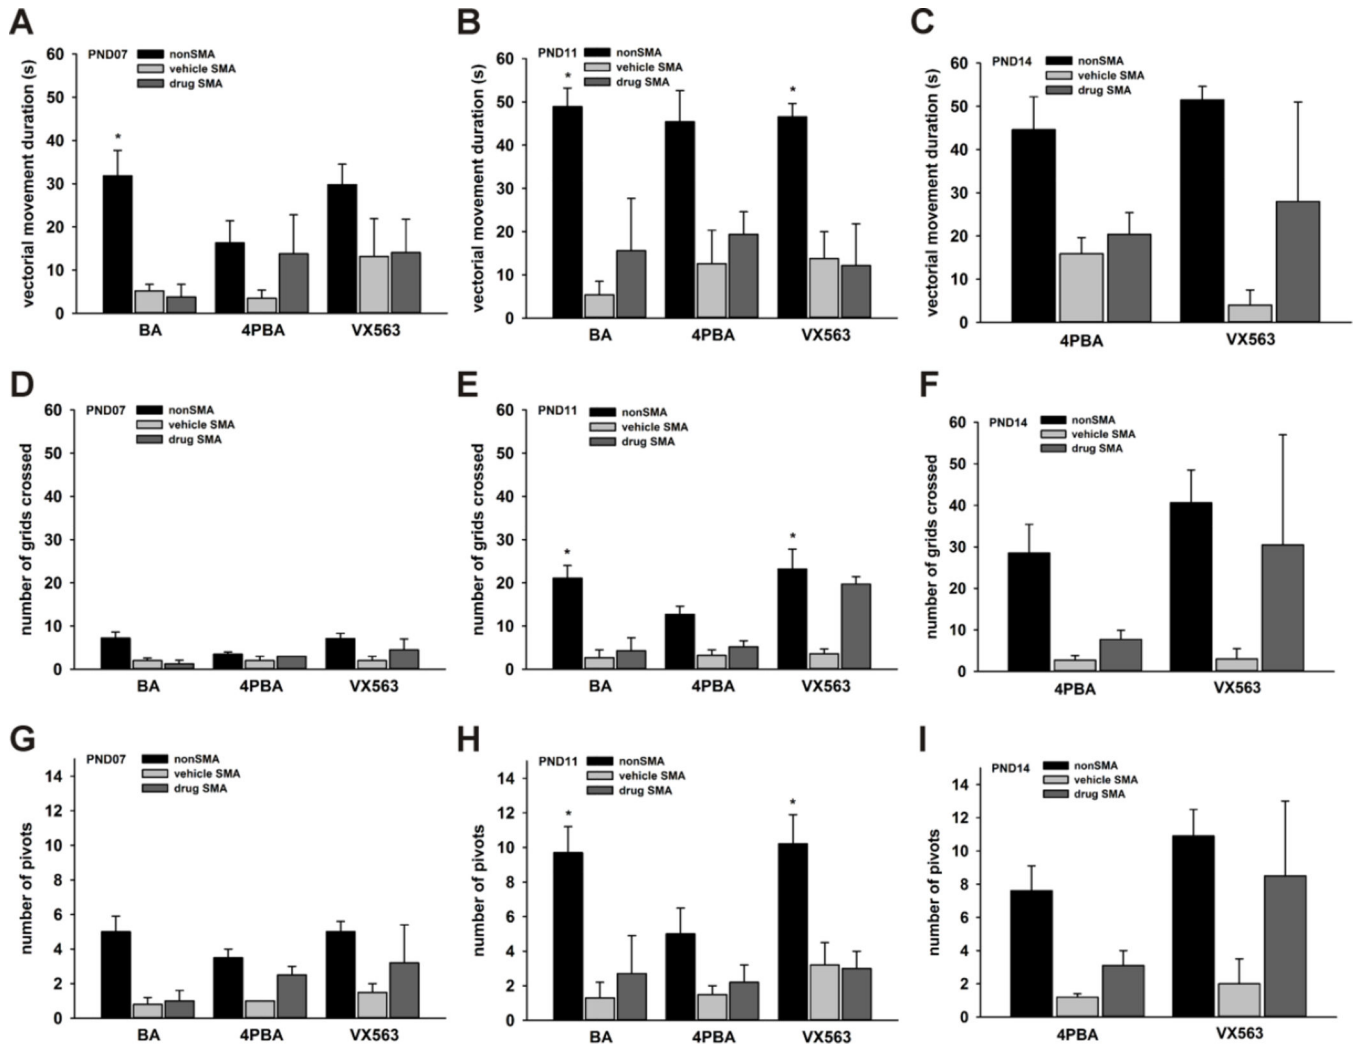 A
vectorial movement duration (s)
60
50
40
30
20
10
0
PND07
nonSMA
vehicle SMA
drug SMA
*
BA 4PBA VX563
B
vectorial movement duration (s)
60
50
40
30
20
10
0
PND11
nonSMA
vehicle SMA
drug SMA
* *
BA 4PBA VX563
C
vectorial movement duration (s)
60
50
40
30
20
10
0
PND14
nonSMA
vehicle SMA
drug SMA
4PBA VX563
D
number of grids crossed
60
50
40
30
20
10
0
PND07
nonSMA
vehicle SMA
drug SMA
BA 4PBA VX563
E
number of grids crossed
60
50
40
30
20
10
0
PND11
nonSMA
vehicle SMA
drug SMA
* *
BA 4PBA VX563
F
number of grids crossed
60
50
40
30
20
10
0
PND14
nonSMA
vehicle SMA
drug SMA
4PBA VX563
G
number of pivots
14
12
10
8
6
4
2
0
PND07
nonSMA
vehicle SMA
drug SMA
BA 4PBA VX563
H
number of pivots
14
12
10
8
6
4
2
0
PND11
nonSMA
vehicle SMA
drug SMA
* *
BA 4PBA VX563
I
number of pivots
14
12
10
8
6
4
2
0
PND14
nonSMA
vehicle SMA
drug SMA
4PBA VX563